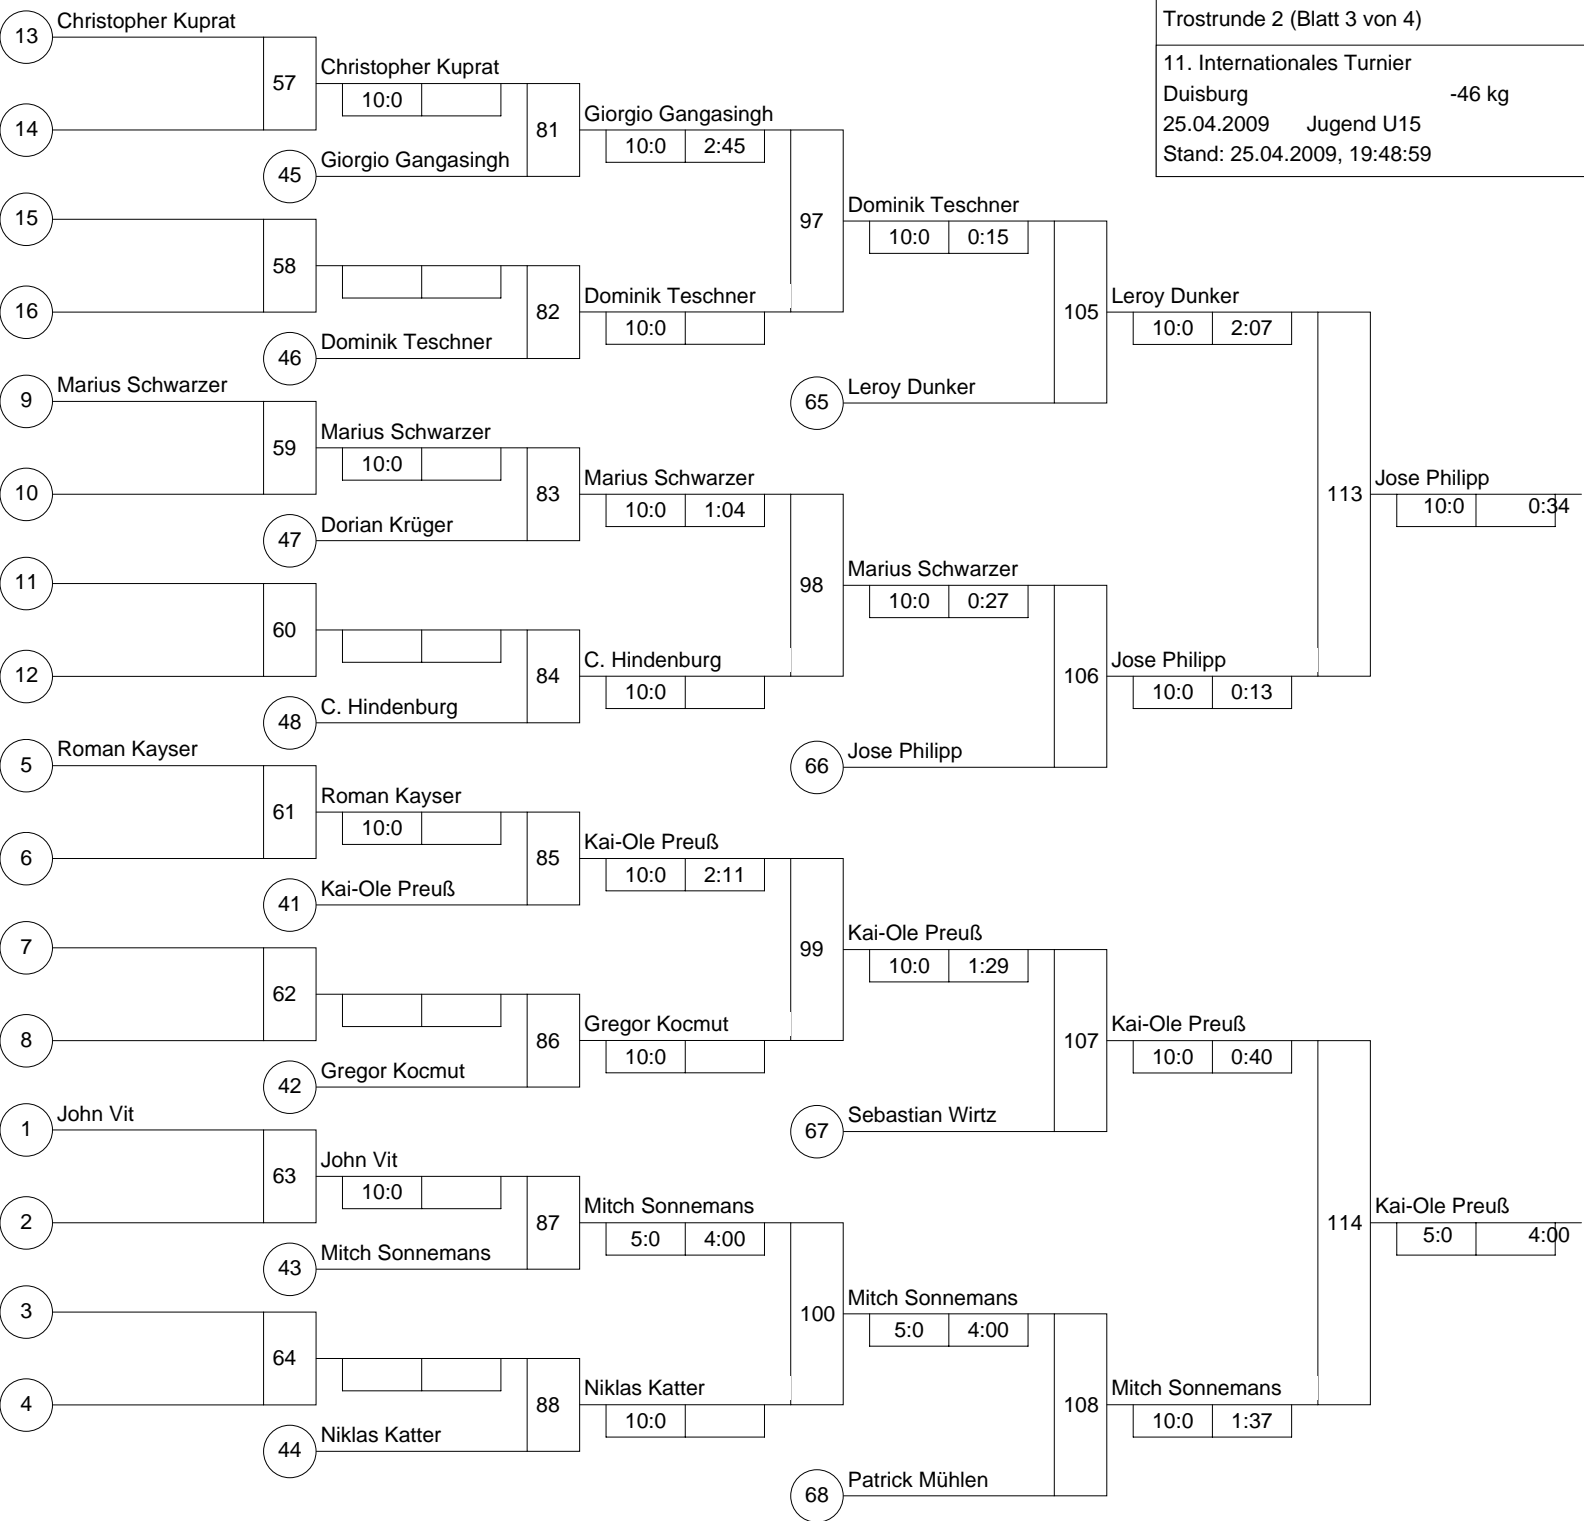 Trostrunde 2 (Blatt 3 von 4)
11. Internationales Turnier
Duisburg -46 kg
25.04.2009 Jugend U15
Stand: 25.04.2009, 19:48:59
13 Christopher Kuprat
14
57
Christopher Kuprat
10:0
45 Giorgio Gangasingh
81
Giorgio Gangasingh
10:0 2:45
15
16
58
46 Dominik Teschner
82
Dominik Teschner
10:0
97
Dominik Teschner
10:0 0:15
65 Leroy Dunker
105
Leroy Dunker
10:0 2:07
9 Marius Schwarzer
10
59
Marius Schwarzer
10:0
47 Dorian Krüger
83
Marius Schwarzer
10:0 1:04
11
12
60
48 C. Hindenburg
84
C. Hindenburg
10:0
98
Marius Schwarzer
10:0 0:27
66 Jose Philipp
106
Jose Philipp
10:0 0:13
113
Jose Philipp
10:0 0:34
5 Roman Kayser
6
61
Roman Kayser
10:0
41 Kai-Ole Preuß
85
Kai-Ole Preuß
10:0 2:11
7
8
62
42 Gregor Kocmut
86
Gregor Kocmut
10:0
99
Kai-Ole Preuß
10:0 1:29
67 Sebastian Wirtz
107
Kai-Ole Preuß
10:0 0:40
1 John Vit
2
63
John Vit
10:0
43 Mitch Sonnemans
87
Mitch Sonnemans
5:0 4:00
3
4
64
44 Niklas Katter
88
Niklas Katter
10:0
100
Mitch Sonnemans
5:0 4:00
68 Patrick Mühlen
108
Mitch Sonnemans
10:0 1:37
114
Kai-Ole Preuß
5:0 4:00